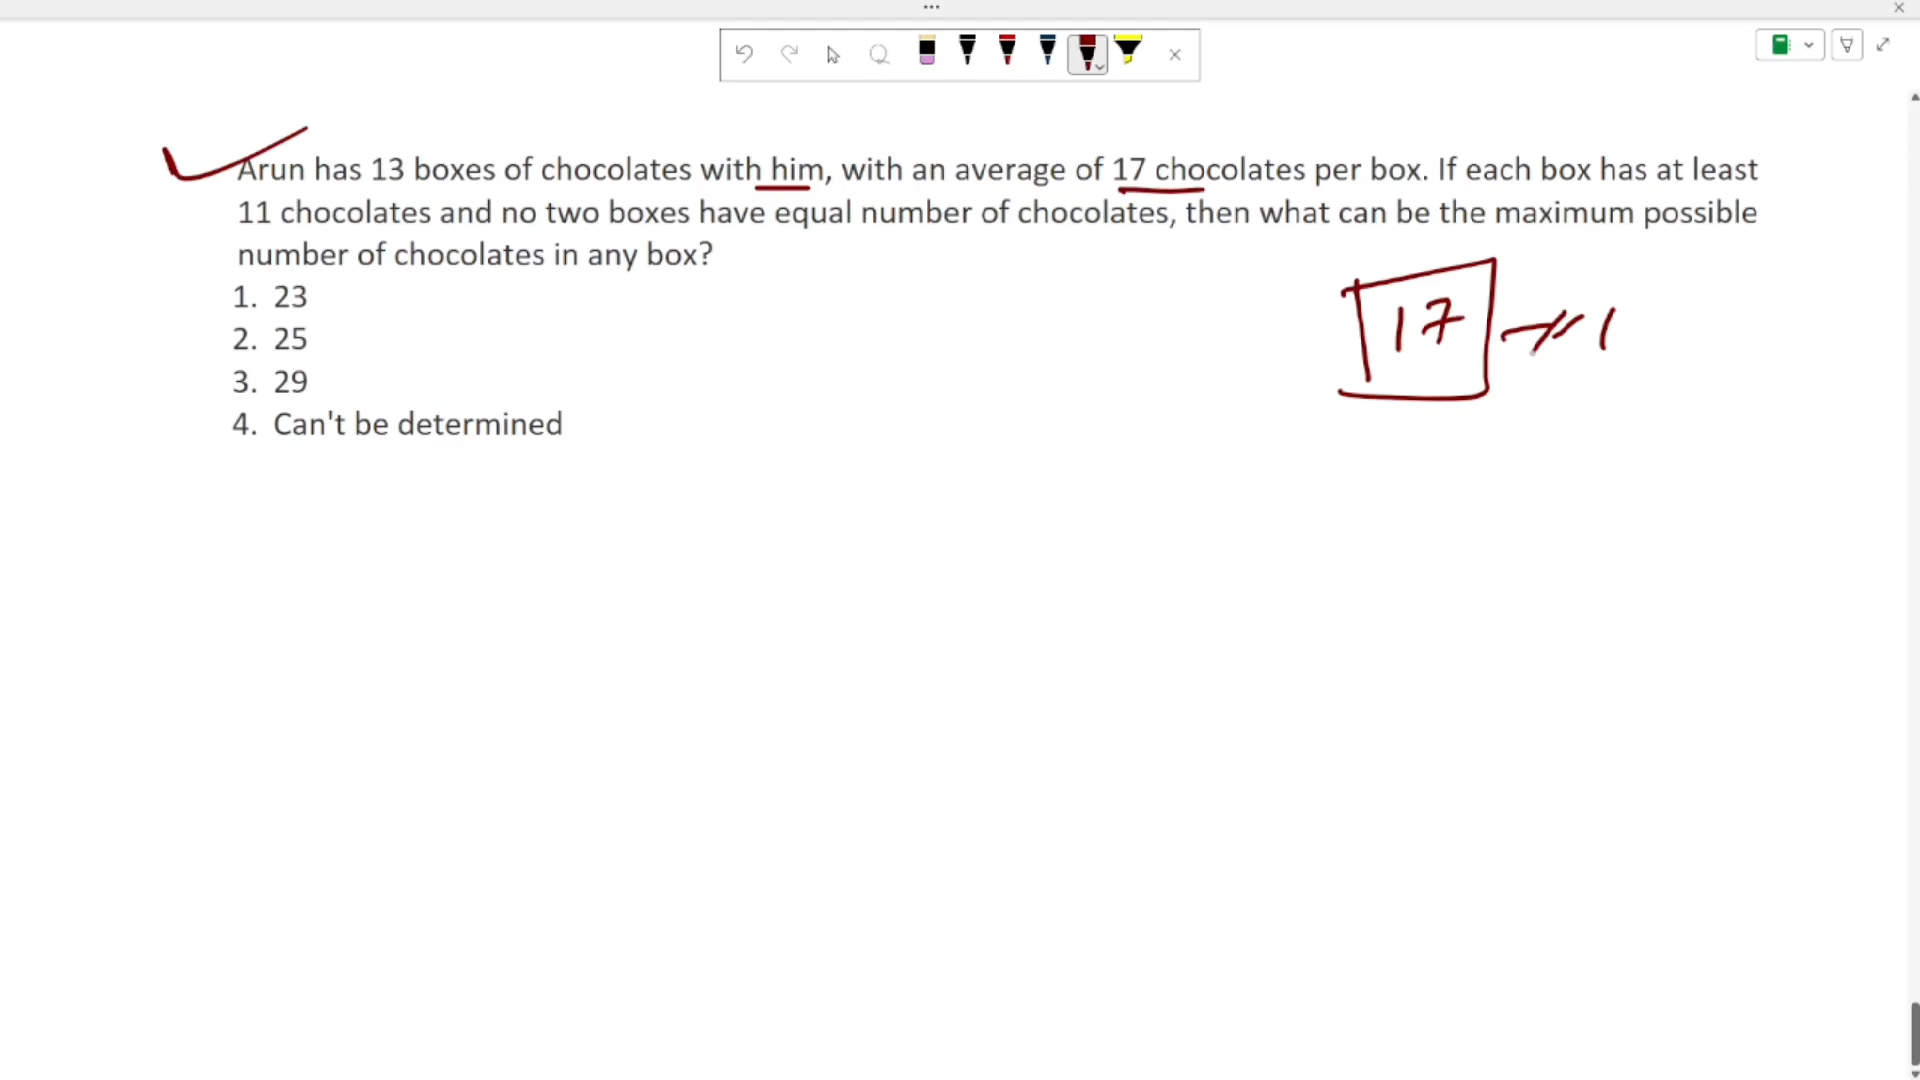 Arun has 13 boxes of chocolates with him, with an average of 17 chocolates per box. If each box has at least
11 chocolates and no two boxes have equal number of chocolates, then what can be the maximum possible
number of chocolates in any box?
1. 23
2. 25
3. 29
4. Can't be determined
17